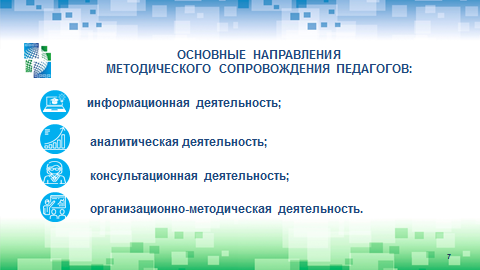 ОСНОВНЫЕ НАПРАВЛЕНИЯ
МЕТОДИЧЕСКОГО СОПРОВОЖДЕНИЯ ПЕДАГОГОВ:
информационная деятельность;
аналитическая деятельность;
консультационная деятельность;
организационно-методическая деятельность.
7